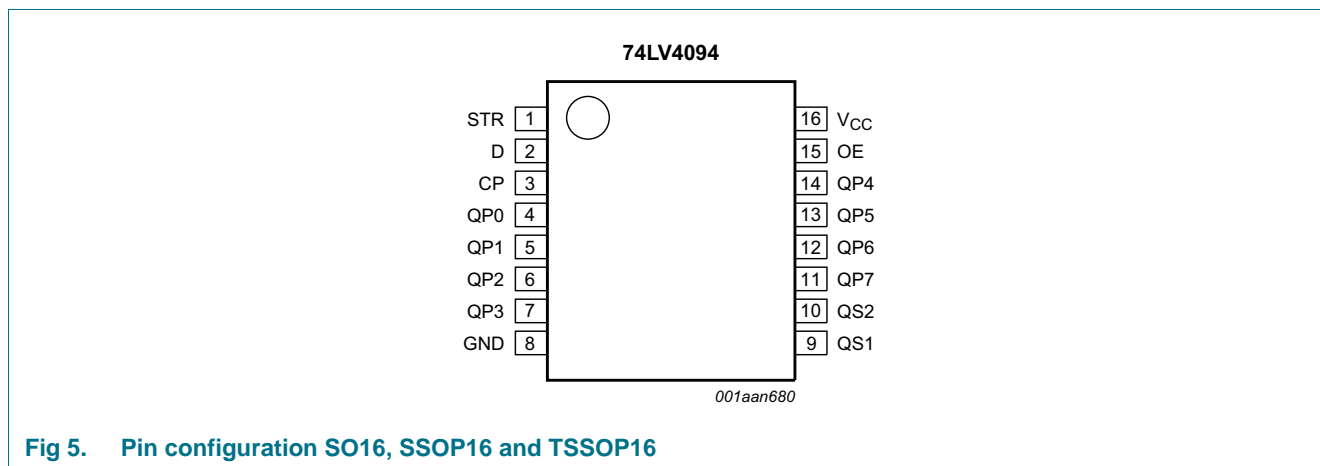 74LV4094
STR 1 16 VCC
D 2 15 OE
CP 3 14 QP4
QP0 4 13 QP5
QP1 5 12 QP6
QP2 6 11 QP7
QP3 7 10 QS2
GND 8 9 QS1
001aan680
Fig 5. Pin configuration SO16, SSOP16 and TSSOP16